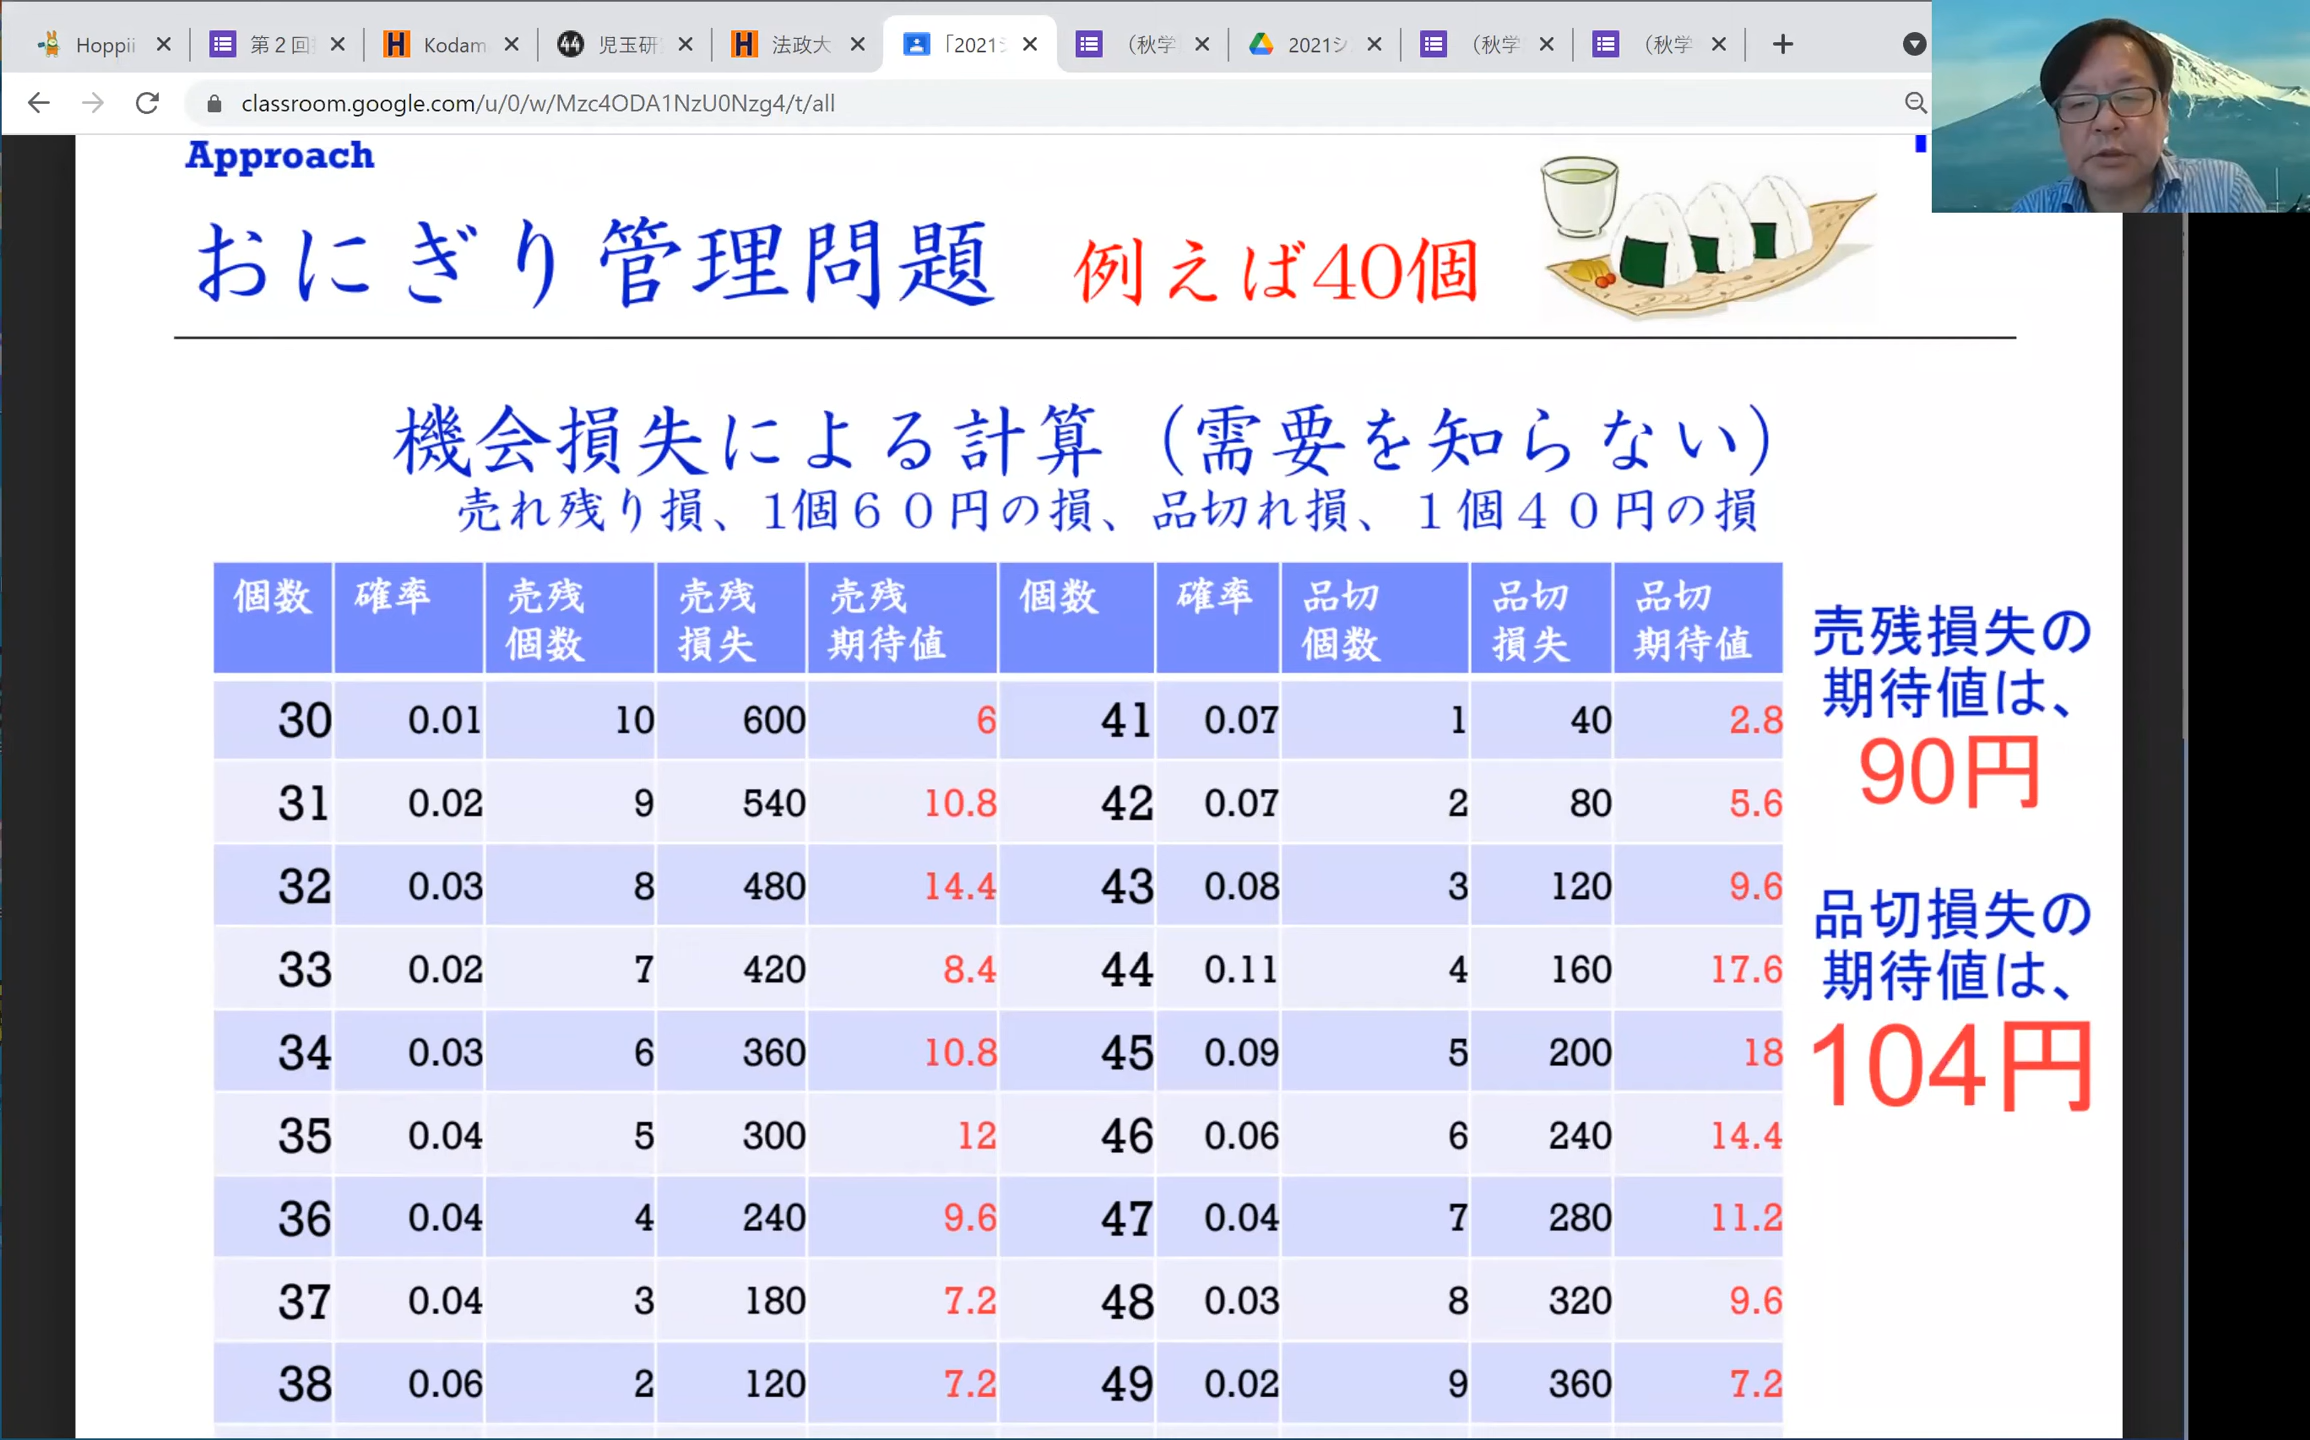 Hoppii
第２回
Kodam
児玉研
法政大
「2021シ
（秋学
2021シ
（秋学
（秋学
classroom.google.com/u/0/w/Mzc4ODA1NzU0Nzg4/t/all
Approach
おにぎり管理問題 例えば40個
機会損失による計算（需要を知らない）
売れ残り損、1個６０円の損、品切れ損、１個４０円の損
個数 確率 売残個数 売残損失 売残期待値 個数 確率 品切個数 品切損失 品切期待値
30 0.01 10 600 6 41 0.07 1 40 2.8
31 0.02 9 540 10.8 42 0.07 2 80 5.6
32 0.03 8 480 14.4 43 0.08 3 120 9.6
33 0.02 7 420 8.4 44 0.11 4 160 17.6
34 0.03 6 360 10.8 45 0.09 5 200 18
35 0.04 5 300 12 46 0.06 6 240 14.4
36 0.04 4 240 9.6 47 0.04 7 280 11.2
37 0.04 3 180 7.2 48 0.03 8 320 9.6
38 0.06 2 120 7.2 49 0.02 9 360 7.2
売残損失の
期待値は、
90円
品切損失の
期待値は、
104円